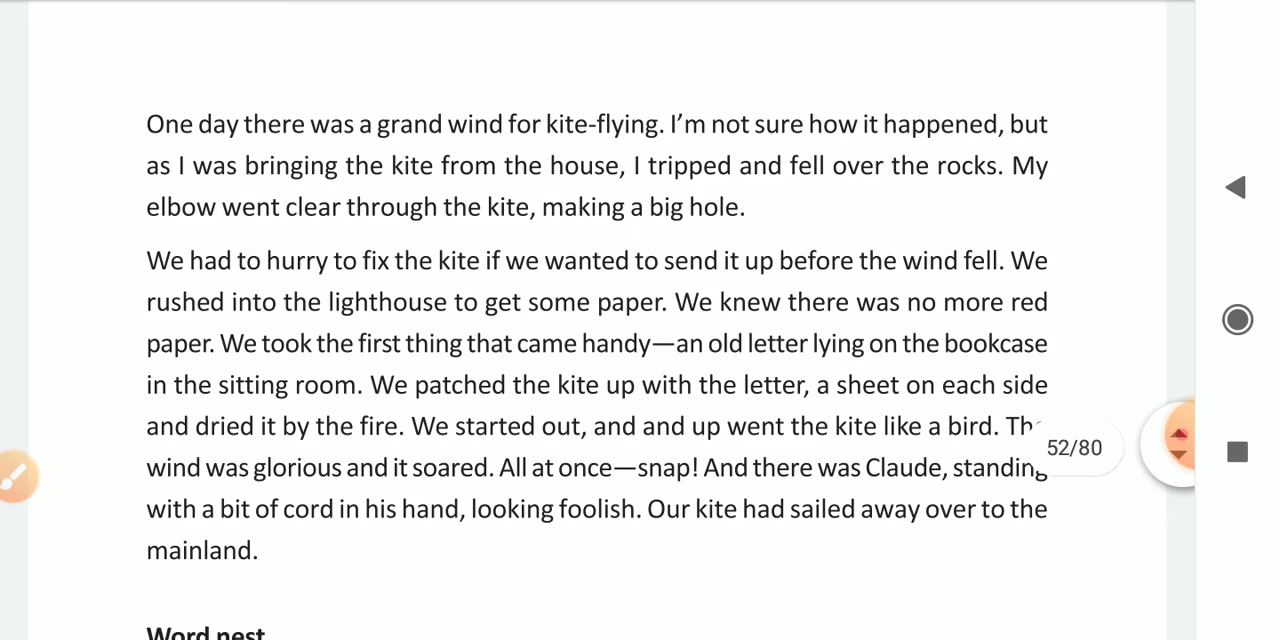 One day there was a grand wind for kite-flying. I'm not sure how it happened, but
as I was bringing the kite from the house, I tripped and fell over the rocks. My
elbow went clear through the kite, making a big hole.
We had to hurry to fix the kite if we wanted to send it up before the wind fell. We
rushed into the lighthouse to get some paper. We knew there was no more red
paper. We took the first thing that came handy—an old letter lying on the bookcase
in the sitting room. We patched the kite up with the letter, a sheet on each side
and dried it by the fire. We started out, and and up went the kite like a bird. The
52/80
wind was glorious and it soared. All at once—snap! And there was Claude, standing
with a bit of cord in his hand, looking foolish. Our kite had sailed away over to the
mainland.
Word nest